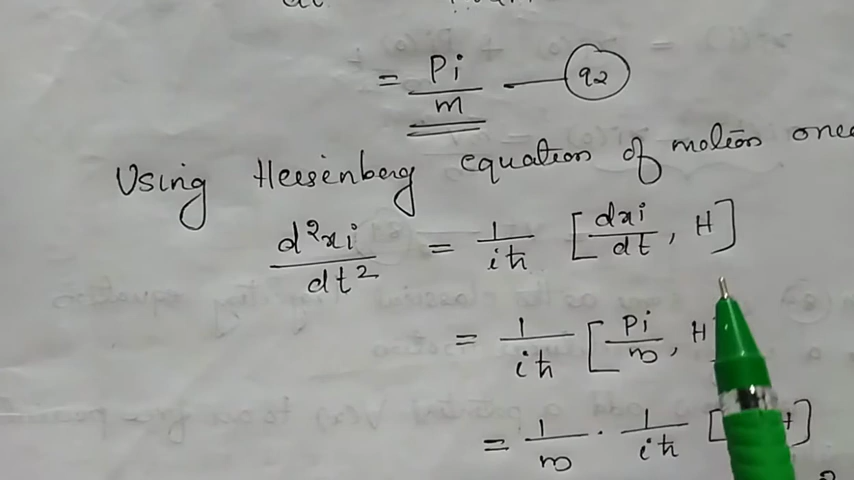 = Pi/m — (92)
Using Heesenberg equation of motion once
d²xi/dt² = 1/iħ [dxi/dt, H]
= 1/iħ [Pi/m, H
= 1/m · 1/iħ [ H]